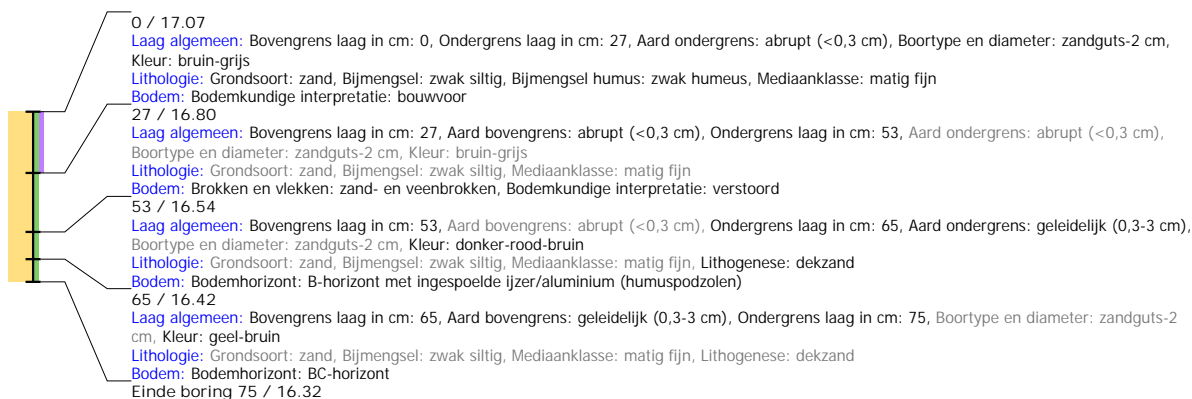 0 / 17.07
Laag algemeen: Bovengrens laag in cm: 0, Ondergrens laag in cm: 27, Aard ondergrens: abrupt (<0,3 cm), Boortype en diameter: zandguts-2 cm,
Kleur: bruin-grijs
Lithologie: Grondsoort: zand, Bijmengsel: zwak siltig, Bijmengsel humus: zwak humeus, Mediaanklasse: matig fijn
Bodem: Bodemkundige interpretatie: bouwvoor
27 / 16.80
Laag algemeen: Bovengrens laag in cm: 27, Aard bovengrens: abrupt (<0,3 cm), Ondergrens laag in cm: 53, Aard ondergrens: abrupt (<0,3 cm),
Boortype en diameter: zandguts-2 cm, Kleur: bruin-grijs
Lithologie: Grondsoort: zand, Bijmengsel: zwak siltig, Mediaanklasse: matig fijn
Bodem: Brokken en vlekken: zand- en veenbrokken, Bodemkundige interpretatie: verstoord
53 / 16.54
Laag algemeen: Bovengrens laag in cm: 53, Aard bovengrens: abrupt (<0,3 cm), Ondergrens laag in cm: 65, Aard ondergrens: geleidelijk (0,3-3 cm),
Boortype en diameter: zandguts-2 cm, Kleur: donker-rood-bruin
Lithologie: Grondsoort: zand, Bijmengsel: zwak siltig, Mediaanklasse: matig fijn, Lithogenese: dekzand
Bodem: Bodemhorizont: B-horizont met ingespoelde ijzer/aluminium (humuspodzolen)
65 / 16.42
Laag algemeen: Bovengrens laag in cm: 65, Aard bovengrens: geleidelijk (0,3-3 cm), Ondergrens laag in cm: 75, Boortype en diameter: zandguts-2
cm, Kleur: geel-bruin
Lithologie: Grondsoort: zand, Bijmengsel: zwak siltig, Mediaanklasse: matig fijn, Lithogenese: dekzand
Bodem: Bodemhorizont: BC-horizont
Einde boring 75 / 16.32